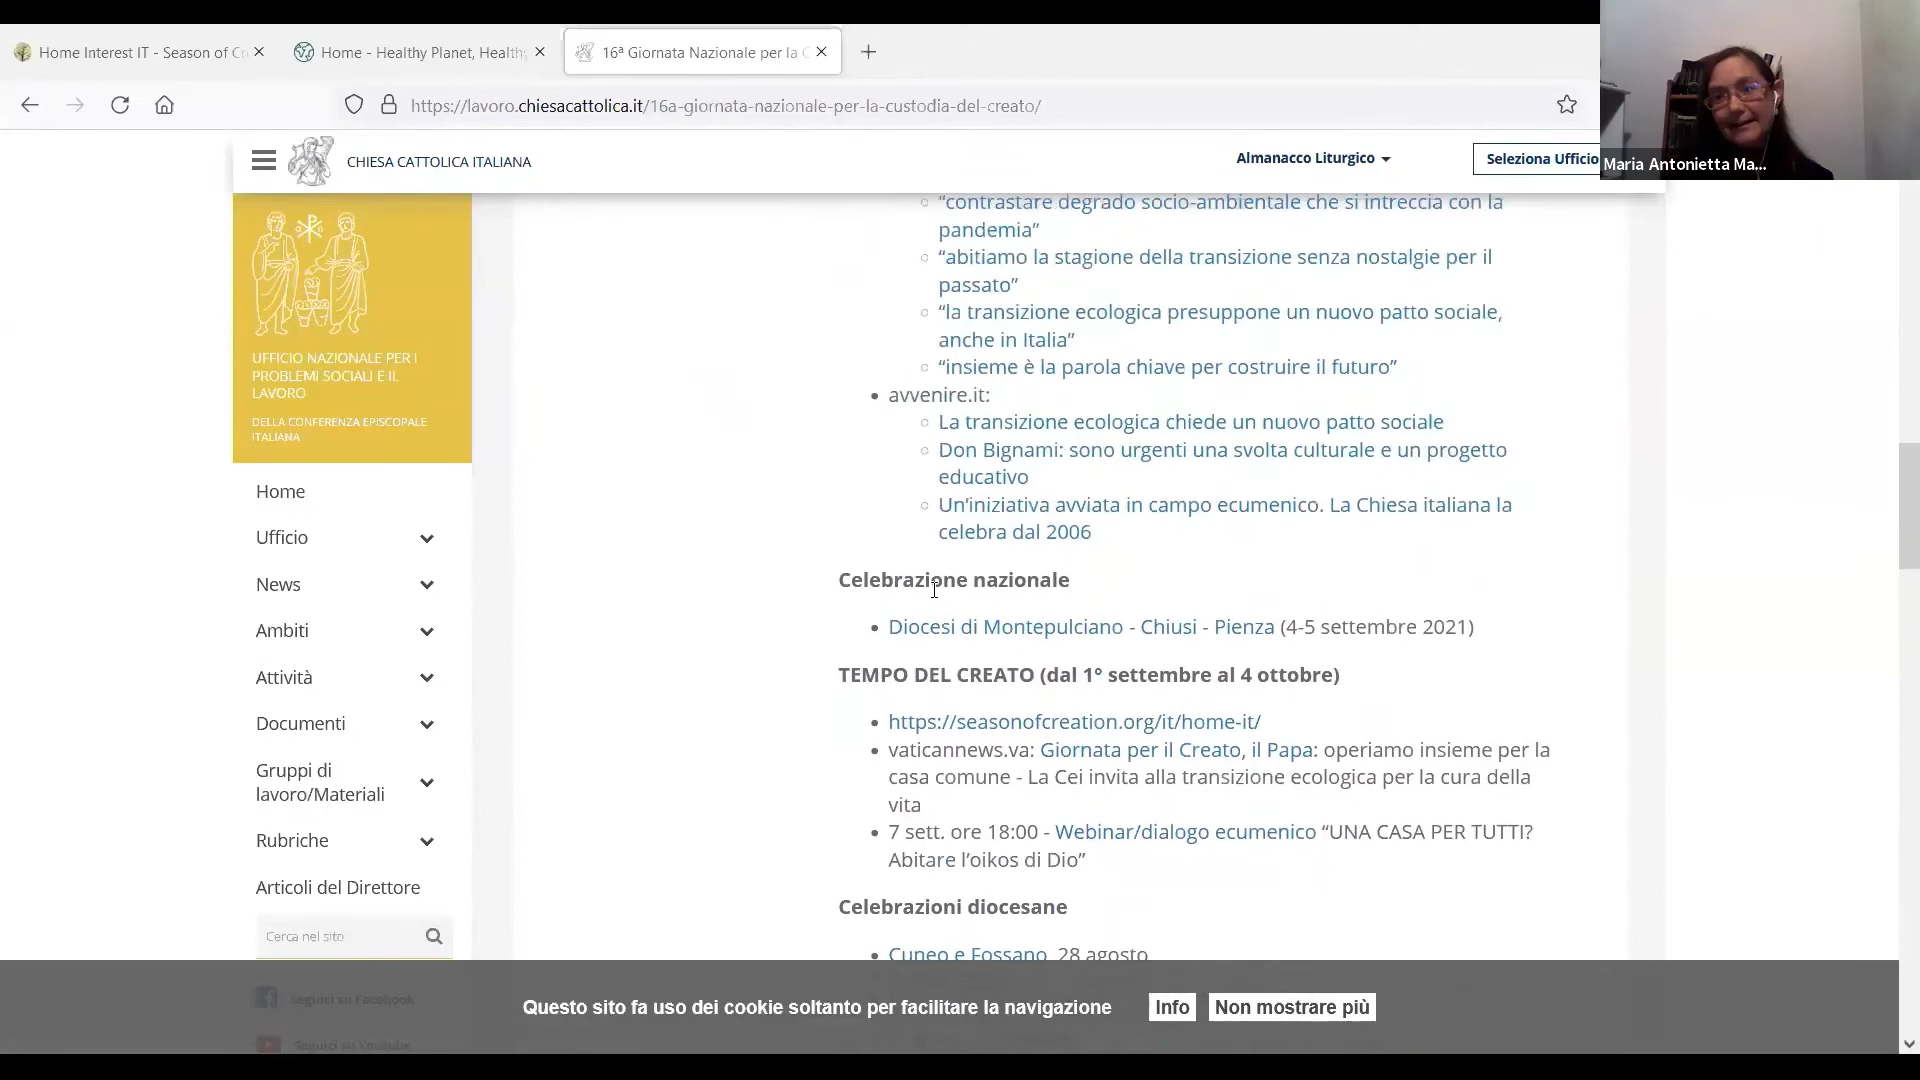 Home Interest IT - Season of Cr
Home - Healthy Planet, Healthy
16ª Giornata Nazionale per la C
https://lavoro.chiesacattolica.it/16a-giornata-nazionale-per-la-custodia-del-creato/
Maria Antonietta Ma...
CHIESA CATTOLICA ITALIANA
Almanacco Liturgico
Seleziona Ufficio
UFFICIO NAZIONALE PER I
PROBLEMI SOCIALI E IL
LAVORO
DELLA CONFERENZA EPISCOPALE
ITALIANA
Home
Ufficio
News
Ambiti
Attività
Documenti
Gruppi di
lavoro/Materiali
Rubriche
Articoli del Direttore
Cerca nel sito
Seguici su Facebook
Seguici su Youtube
“contrastare degrado socio-ambientale che si intreccia con la
pandemia”
“abitiamo la stagione della transizione senza nostalgie per il
passato”
“la transizione ecologica presuppone un nuovo patto sociale,
anche in Italia”
“insieme è la parola chiave per costruire il futuro”
avvenire.it:
La transizione ecologica chiede un nuovo patto sociale
Don Bignami: sono urgenti una svolta culturale e un progetto
educativo
Un’iniziativa avviata in campo ecumenico. La Chiesa italiana la
celebra dal 2006
Celebrazione nazionale
Diocesi di Montepulciano - Chiusi - Pienza (4-5 settembre 2021)
TEMPO DEL CREATO (dal 1° settembre al 4 ottobre)
https://seasonofcreation.org/it/home-it/
vaticannews.va: Giornata per il Creato, il Papa: operiamo insieme per la
casa comune - La Cei invita alla transizione ecologica per la cura della
vita
7 sett. ore 18:00 - Webinar/dialogo ecumenico “UNA CASA PER TUTTI?
Abitare l’oikos di Dio”
Celebrazioni diocesane
Cuneo e Fossano, 28 agosto
Questo sito fa uso dei cookie soltanto per facilitare la navigazione
Info
Non mostrare più